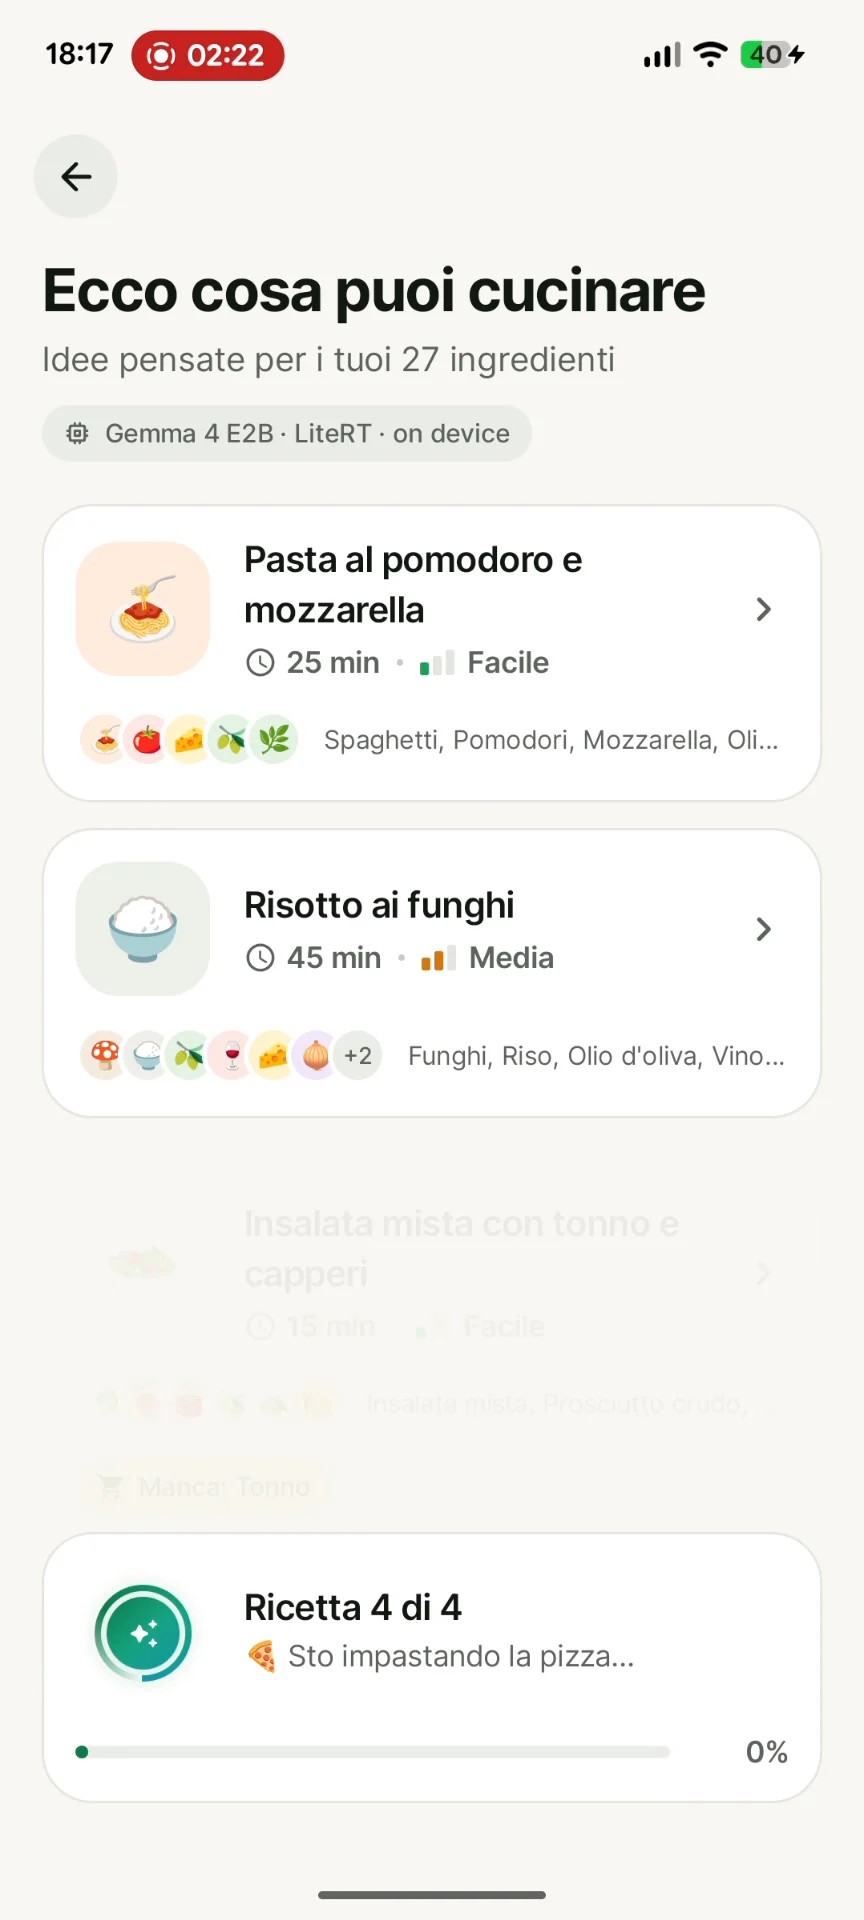 18:17
02:22
40
Ecco cosa puoi cucinare
Idee pensate per i tuoi 27 ingredienti
Gemma 4 E2B · LiteRT · on device
Pasta al pomodoro e
mozzarella
25 min · Facile
Spaghetti, Pomodori, Mozzarella, Oli...
Risotto ai funghi
45 min · Media
+2
Funghi, Riso, Olio d'oliva, Vino...
Insalata mista con tonno e
capperi
15 min Facile
Insalata mista, Prosciutto crudo,
Manca: Tonno
Ricetta 4 di 4
Sto impastando la pizza...
0%